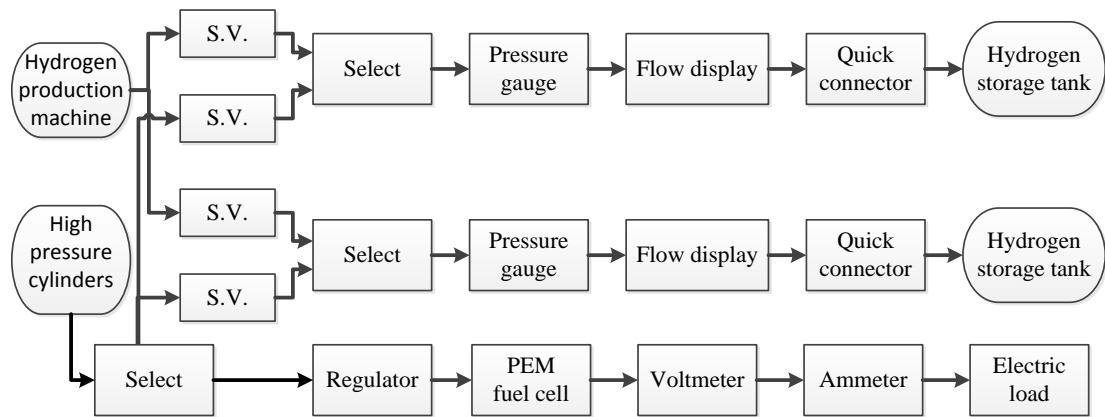 Hydrogen
production
machine
S.V.
S.V.
Select
Pressure
gauge
Flow display
Quick
connector
Hydrogen
storage tank
High
pressure
cylinders
S.V.
S.V.
Select
Pressure
gauge
Flow display
Quick
connector
Hydrogen
storage tank
Select
Regulator
PEM
fuel cell
Voltmeter
Ammeter
Electric
load